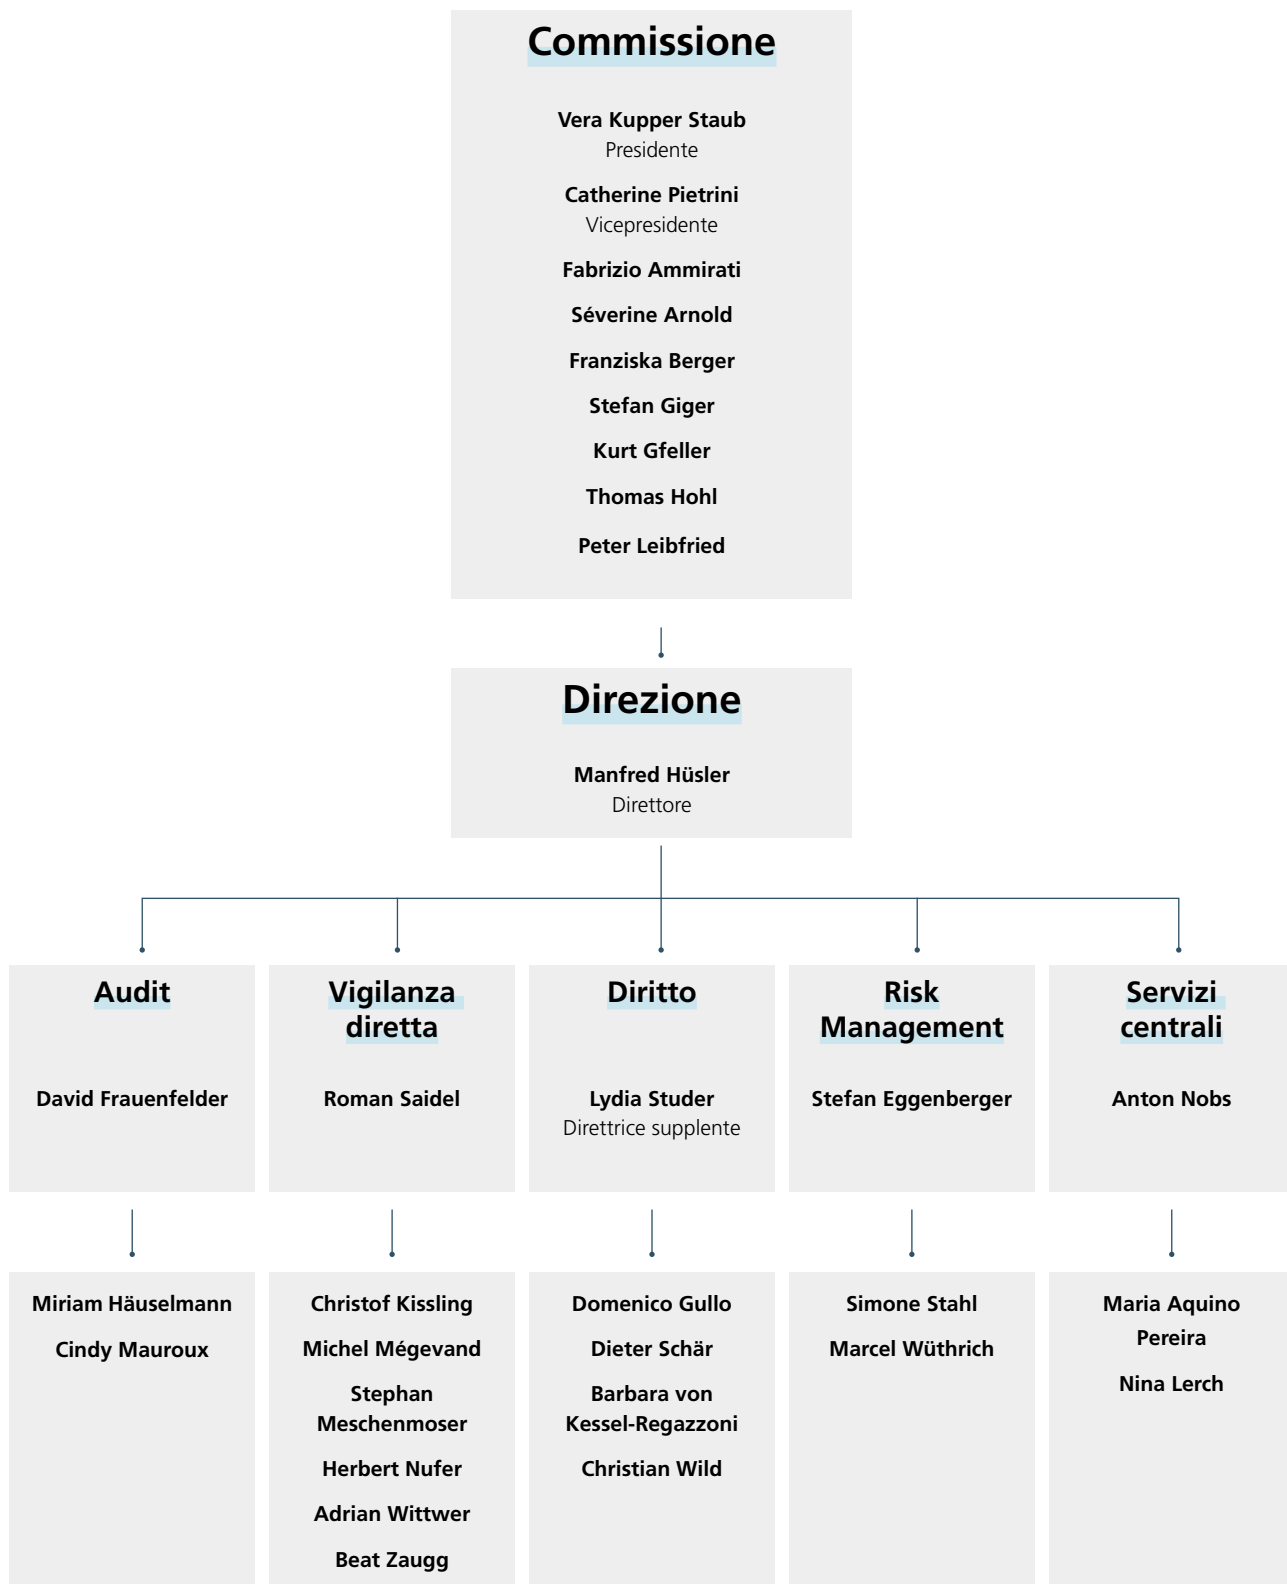 Commissione
Vera Kupper Staub
Presidente
Catherine Pietrini
Vicepresidente
Fabrizio Ammirati
Séverine Arnold
Franziska Berger
Stefan Giger
Kurt Gfeller
Thomas Hohl
Peter Leibfried
Direzione
Manfred Hüsler
Direttore
Audit
David Frauenfelder
Vigilanza
diretta
Roman Saidel
Diritto
Lydia Studer
Direttrice supplente
Risk
Management
Stefan Eggenberger
Servizi
centrali
Anton Nobs
Miriam Häuselmann
Cindy Mauroux
Christof Kissling
Michel Mégevand
Stephan
Meschenmoser
Herbert Nufer
Adrian Wittwer
Beat Zaugg
Domenico Gullo
Dieter Schär
Barbara von
Kessel-Regazzoni
Christian Wild
Simone Stahl
Marcel Wüthrich
Maria Aquino
Pereira
Nina Lerch